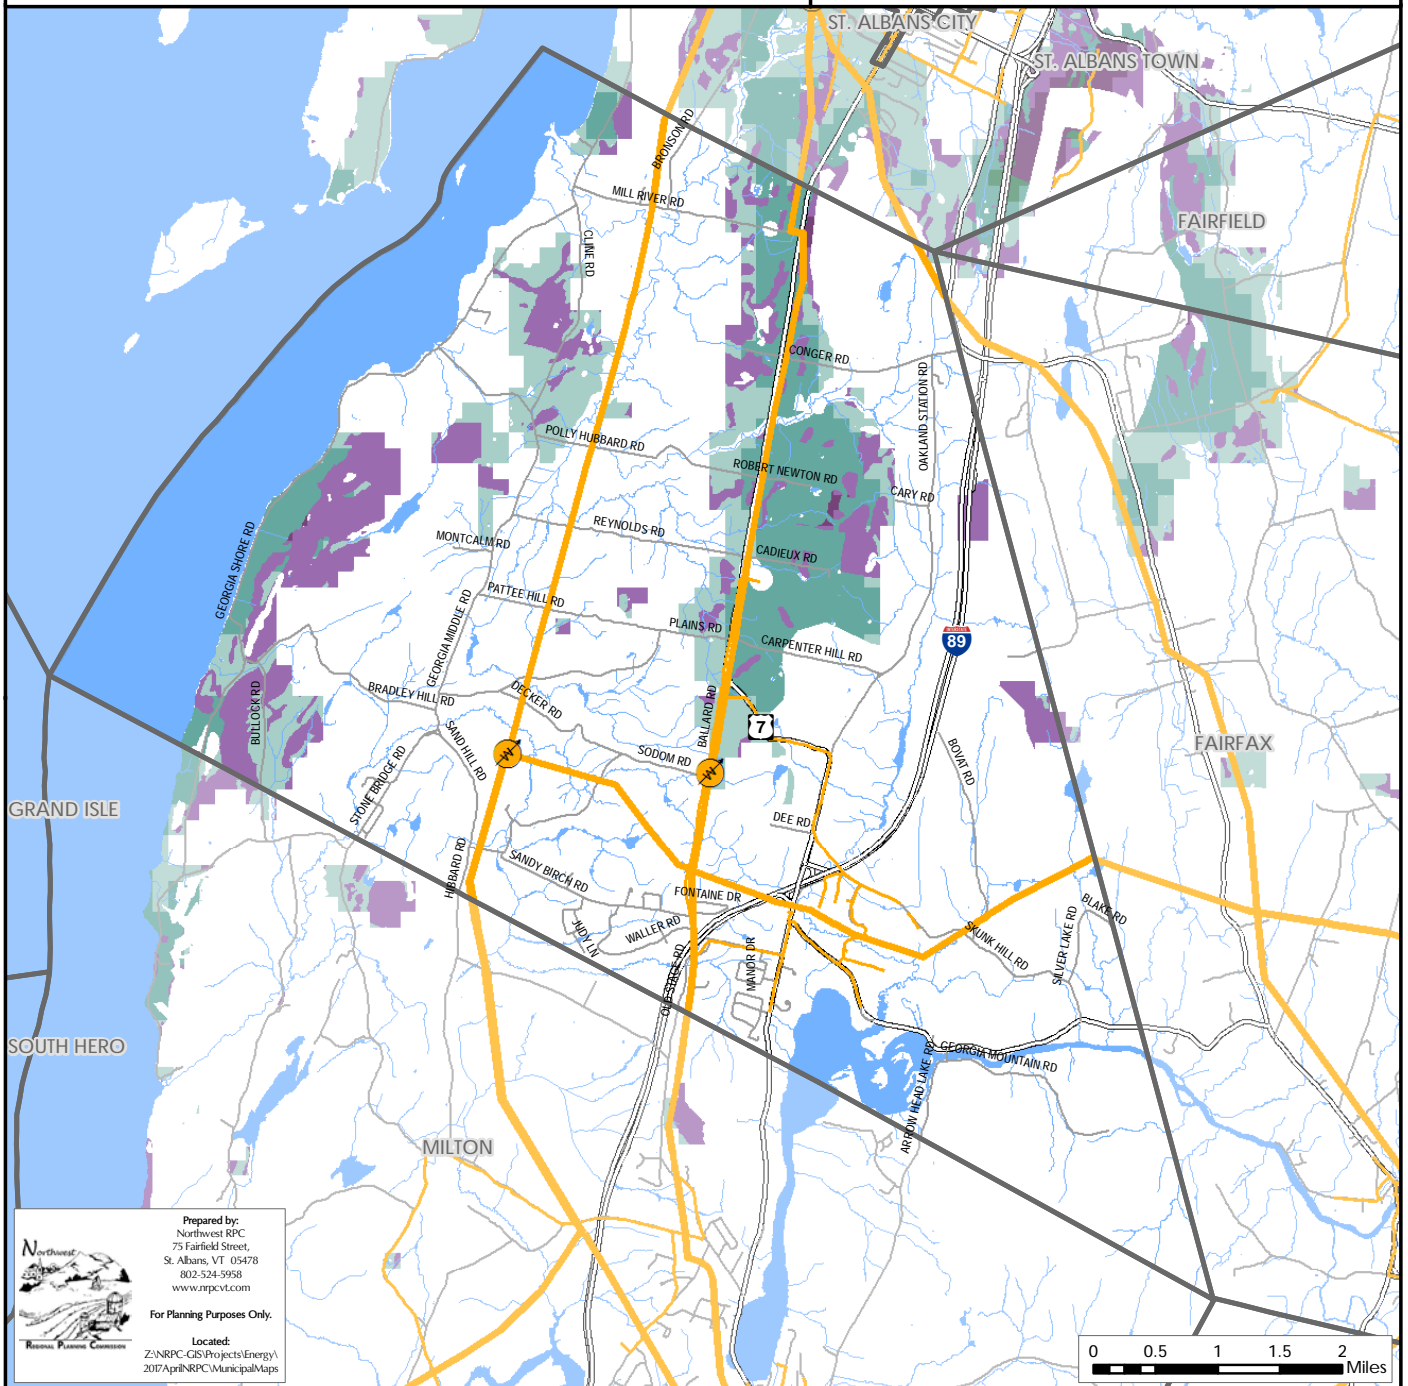 ST. ALBANS CITY
ST. ALBANS TOWN
BRONSON RD
MILL RIVER RD
FAIRFIELD
CLINE RD
CONGER RD
OAKLAND STATION RD
POLLY HUBBARD RD
ROBERT NEWTON RD
CARY RD
REYNOLDS RD
MONTCALM RD
CADIEUX RD
GEORGIA SHORE RD
PATTEE HILL RD
GEORGIA MIDDLE RD
PLAINS RD
CARPENTER HILL RD
INTERSTATE
89
BRADLEY HILL RD
DECKER RD
BULLOCK RD
BALLARD RD
7
SAND HILL RD
SODOM RD
W
W
BOVAT RD
FAIRFAX
STONE BRIDGE RD
GRAND ISLE
DEE RD
HIBBARD RD
SANDY BIRCH RD
FONTAINE DR
JUDY LN
WALLER RD
BLAKE RD
SKUNK HILL RD
SILVER LAKE RD
MANOR DR
OLD STAGE RD
SOUTH HERO
GEORGIA MOUNTAIN RD
ARROW HEAD LAKE RD
MILTON
Northwest
REGIONAL PLANNING COMMISSION
Prepared by:
Northwest RPC
75 Fairfield Street,
St. Albans, VT 05478
802-524-5958
www.nrpcvt.com
For Planning Purposes Only.
Located:
Z:\NRPC-GIS\Projects\Energy\
2017AprilNRPC\MunicipalMaps
0 0.5 1 1.5 2
Miles